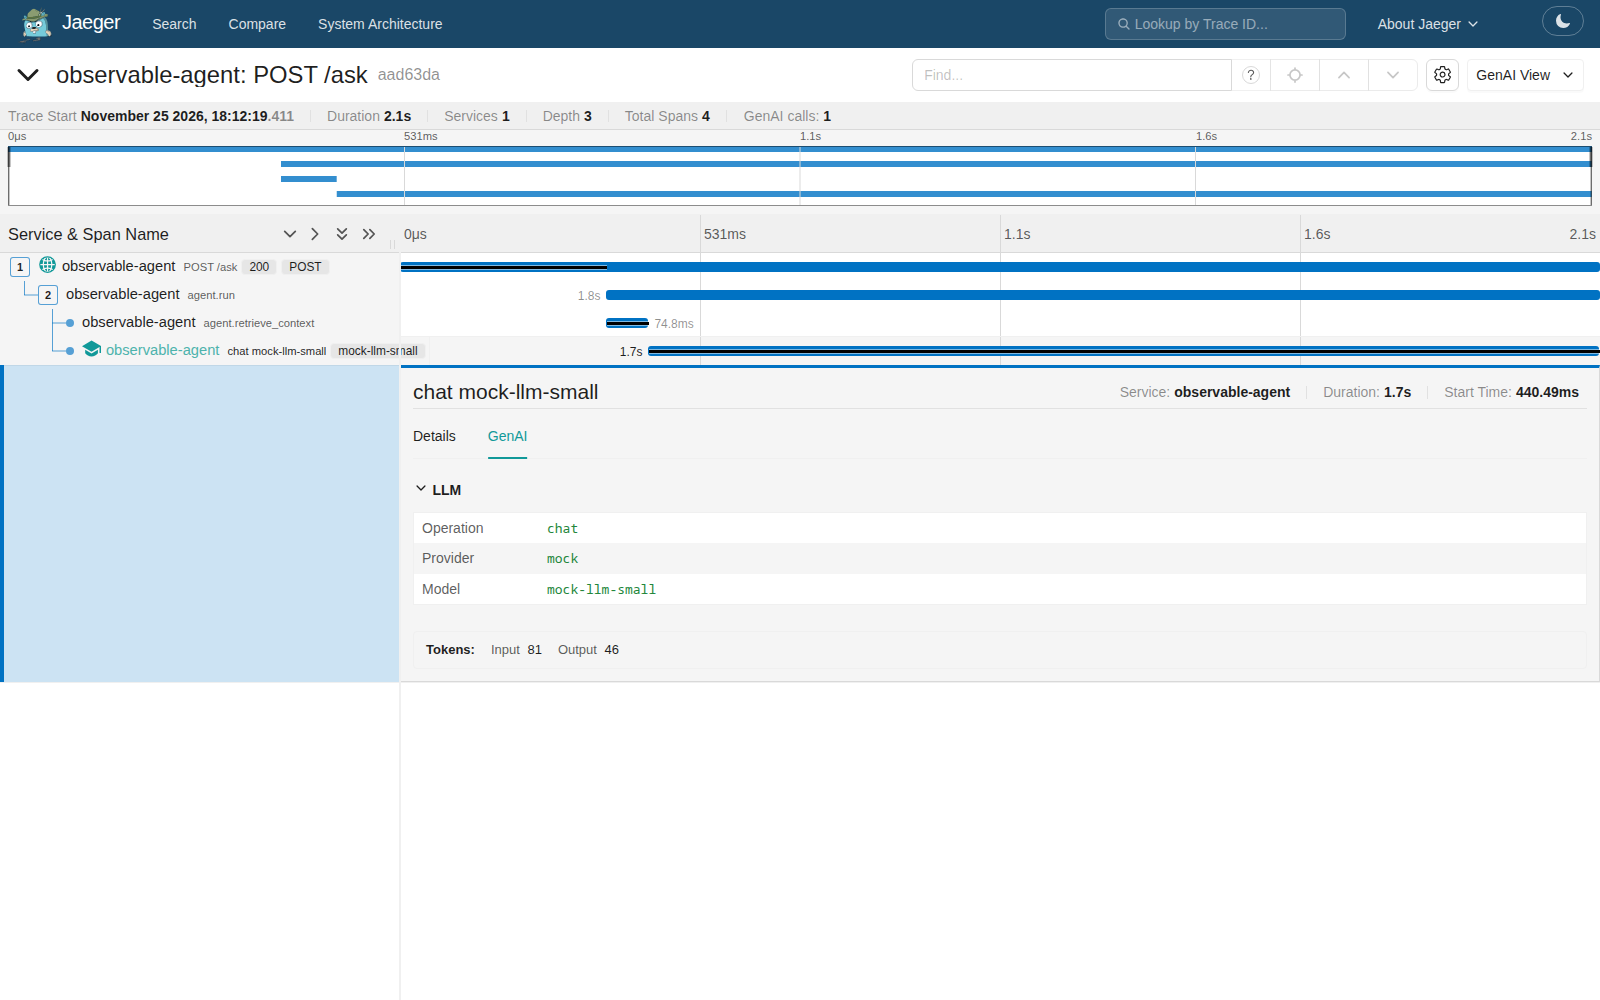 Jaeger Search Compare System Architecture Lookup by Trace ID... About Jaeger
observable-agent: POST /ask aad63da Find... ? GenAI View
Trace Start November 25 2026, 18:12:19.411 Duration 2.1s Services 1 Depth 3 Total Spans 4 GenAI calls: 1
0μs 531ms 1.1s 1.6s 2.1s
Service & Span Name 0μs 531ms 1.1s 1.6s 2.1s
1 observable-agent POST /ask 200 POST
2 observable-agent agent.run 1.8s
observable-agent agent.retrieve_context 74.8ms
observable-agent chat mock-llm-small mock-llm-small 1.7s
chat mock-llm-small Service: observable-agent Duration: 1.7s Start Time: 440.49ms
Details GenAI
LLM
Operation chat
Provider mock
Model mock-llm-small
Tokens: Input 81 Output 46